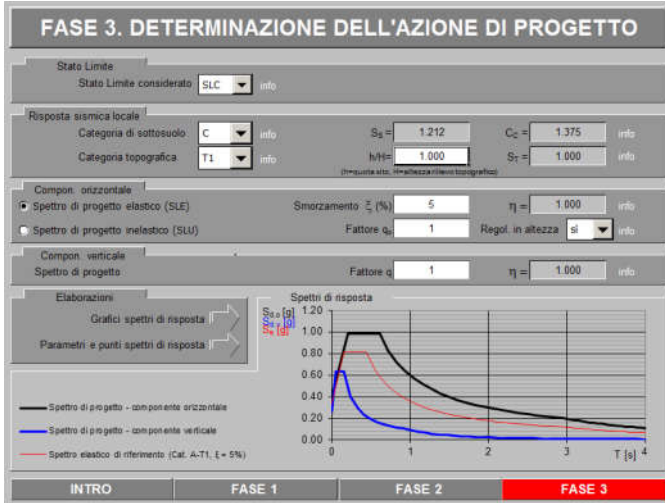 FASE 3. DETERMINAZIONE DELL'AZIONE DI PROGETTO
Stato Limite
Stato Limite considerato SLC info
Risposta sismica locale
Categoria di sottosuolo C info SS = 1.212 CC = 1.375 info
Categoria topografica T1 info h/H= 1.000 ST = 1.000 info
(h=quota sito, H=altezza rilievo topografico)
Compon. orizzontale
Spettro di progetto elastico (SLE) Smorzamento ξ (%) 5 η = 1.000 info
Spettro di progetto inelastico (SLU) Fattore qo 1 Regol. in altezza sì info
Compon. verticale
Spettro di progetto Fattore q 1 η = 1.000 info
Elaborazioni
Grafici spettri di risposta
Parametri e punti spettri di risposta
Spettri di risposta
Sd,o [g]
Sd,v [g]
Se [g]
1.20
1.00
0.80
0.60
0.40
0.20
0.00
0 1 2 3 4
T [s]
Spettro di progetto - componente orizzontale
Spettro di progetto - componente verticale
Spettro elastico di riferimento (Cat. A-T1, ξ = 5%)
INTRO FASE 1 FASE 2 FASE 3